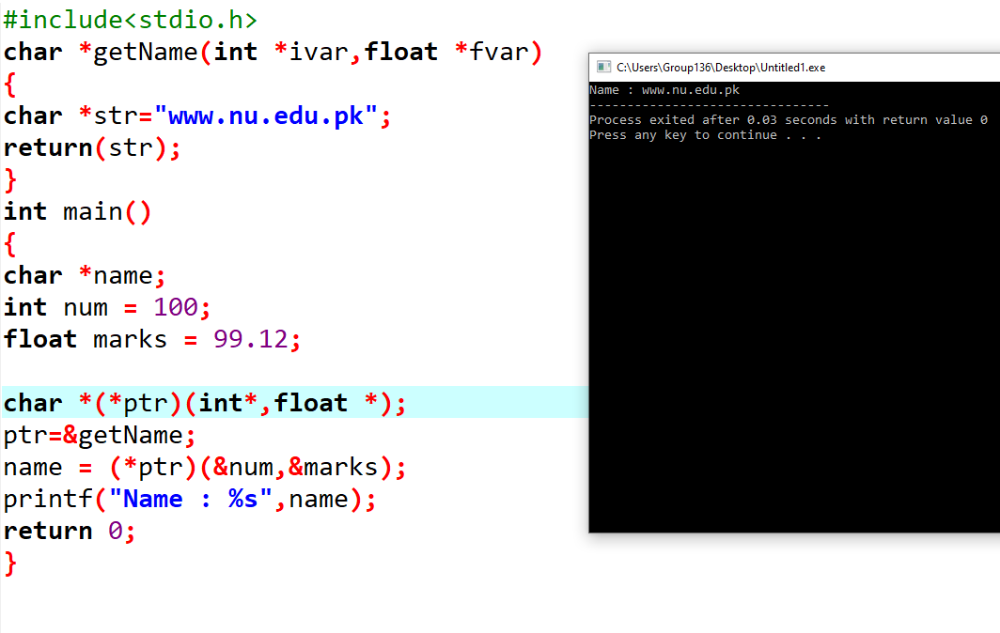 #include<stdio.h>
char *getName(int *ivar,float *fvar)
{
char *str="www.nu.edu.pk";
return(str);
}
int main()
{
char *name;
int num = 100;
float marks = 99.12;
char *(*ptr)(int*,float *);
ptr=&getName;
name = (*ptr)(&num,&marks);
printf("Name : %s",name);
return 0;
}
C:\Users\Group136\Desktop\Untitled1.exe
Name : www.nu.edu.pk
--------------------------------
Process exited after 0.03 seconds with return value 0
Press any key to continue . . .